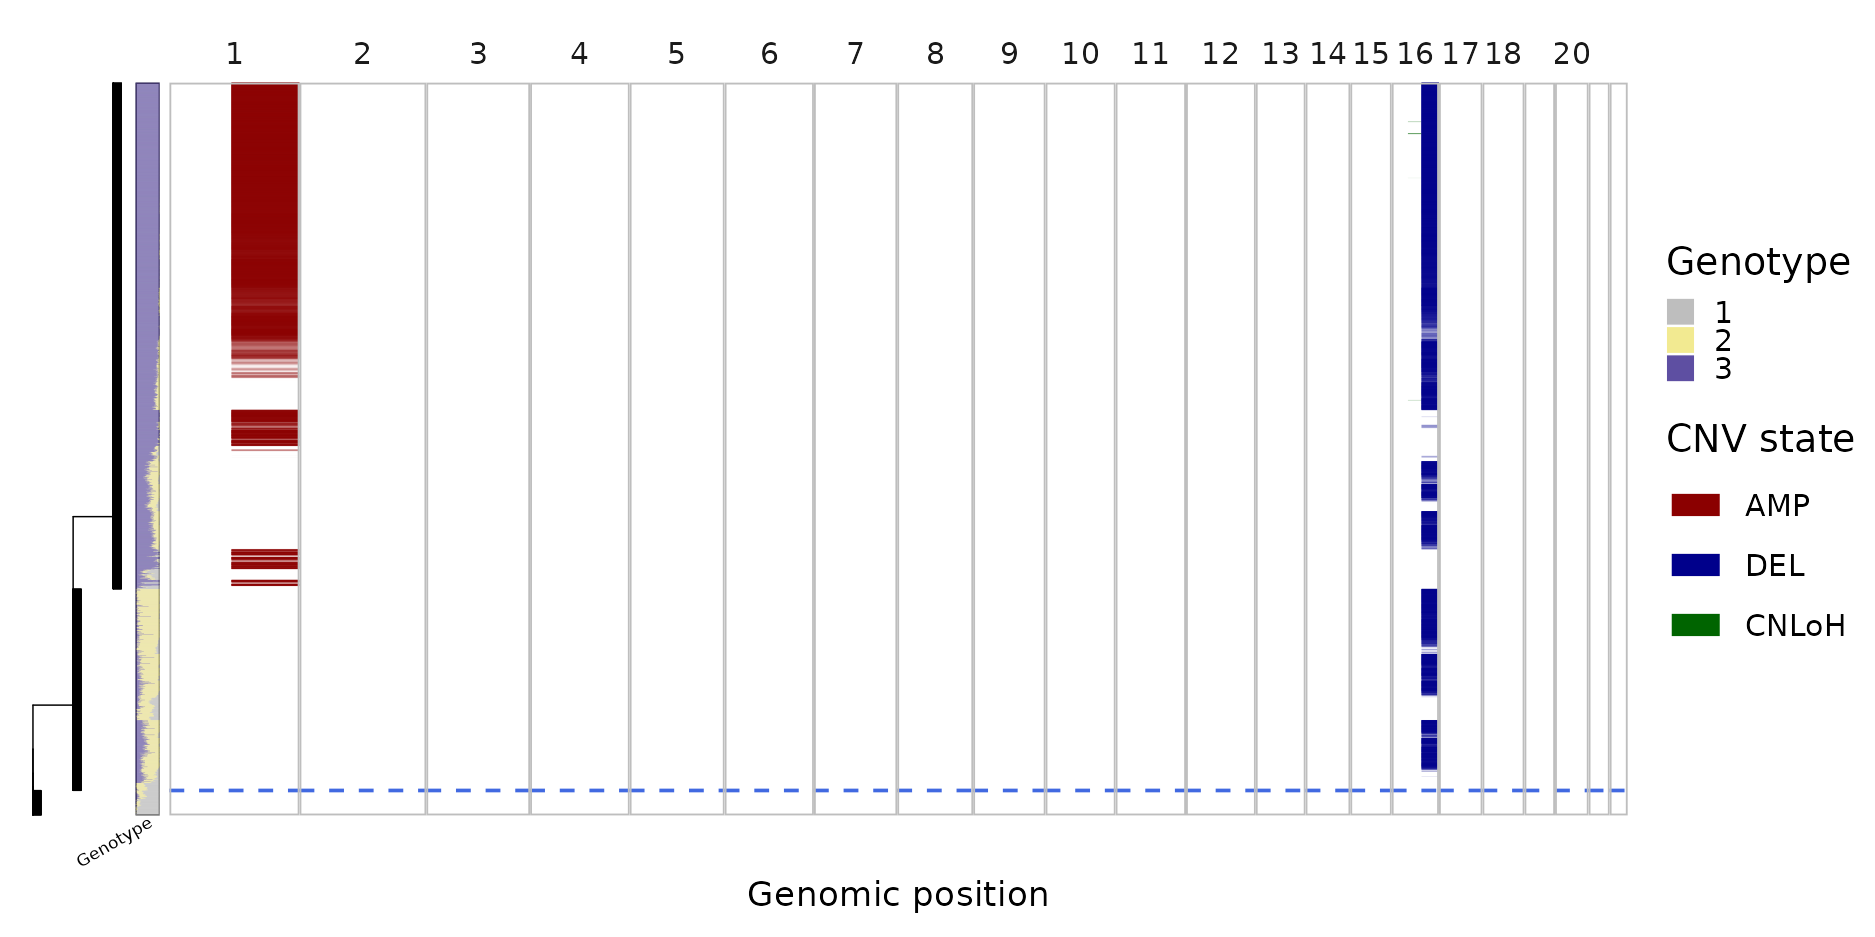 1 2 3 4 5 6 7 8 9 10 11 12 13 14 15 16 17 18 20
Genotype
1
2
3
CNV state
AMP
DEL
CNLoH
Genotype
Genomic position